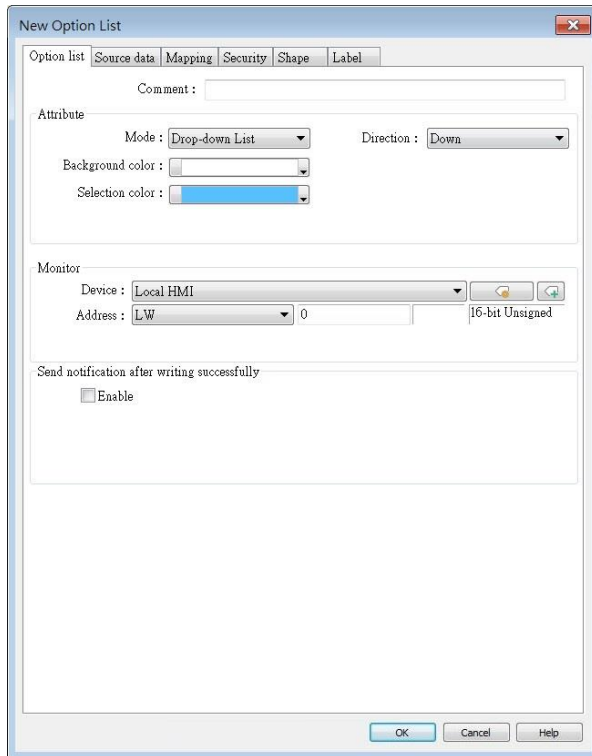 New Option List
Option list Source data Mapping Security Shape Label
Comment :
Attribute
Mode : Drop-down List Direction : Down
Background color :
Selection color :
Monitor
Device : Local HMI
Address : LW 0 16-bit Unsigned
Send notification after writing successfully
Enable
OK Cancel Help